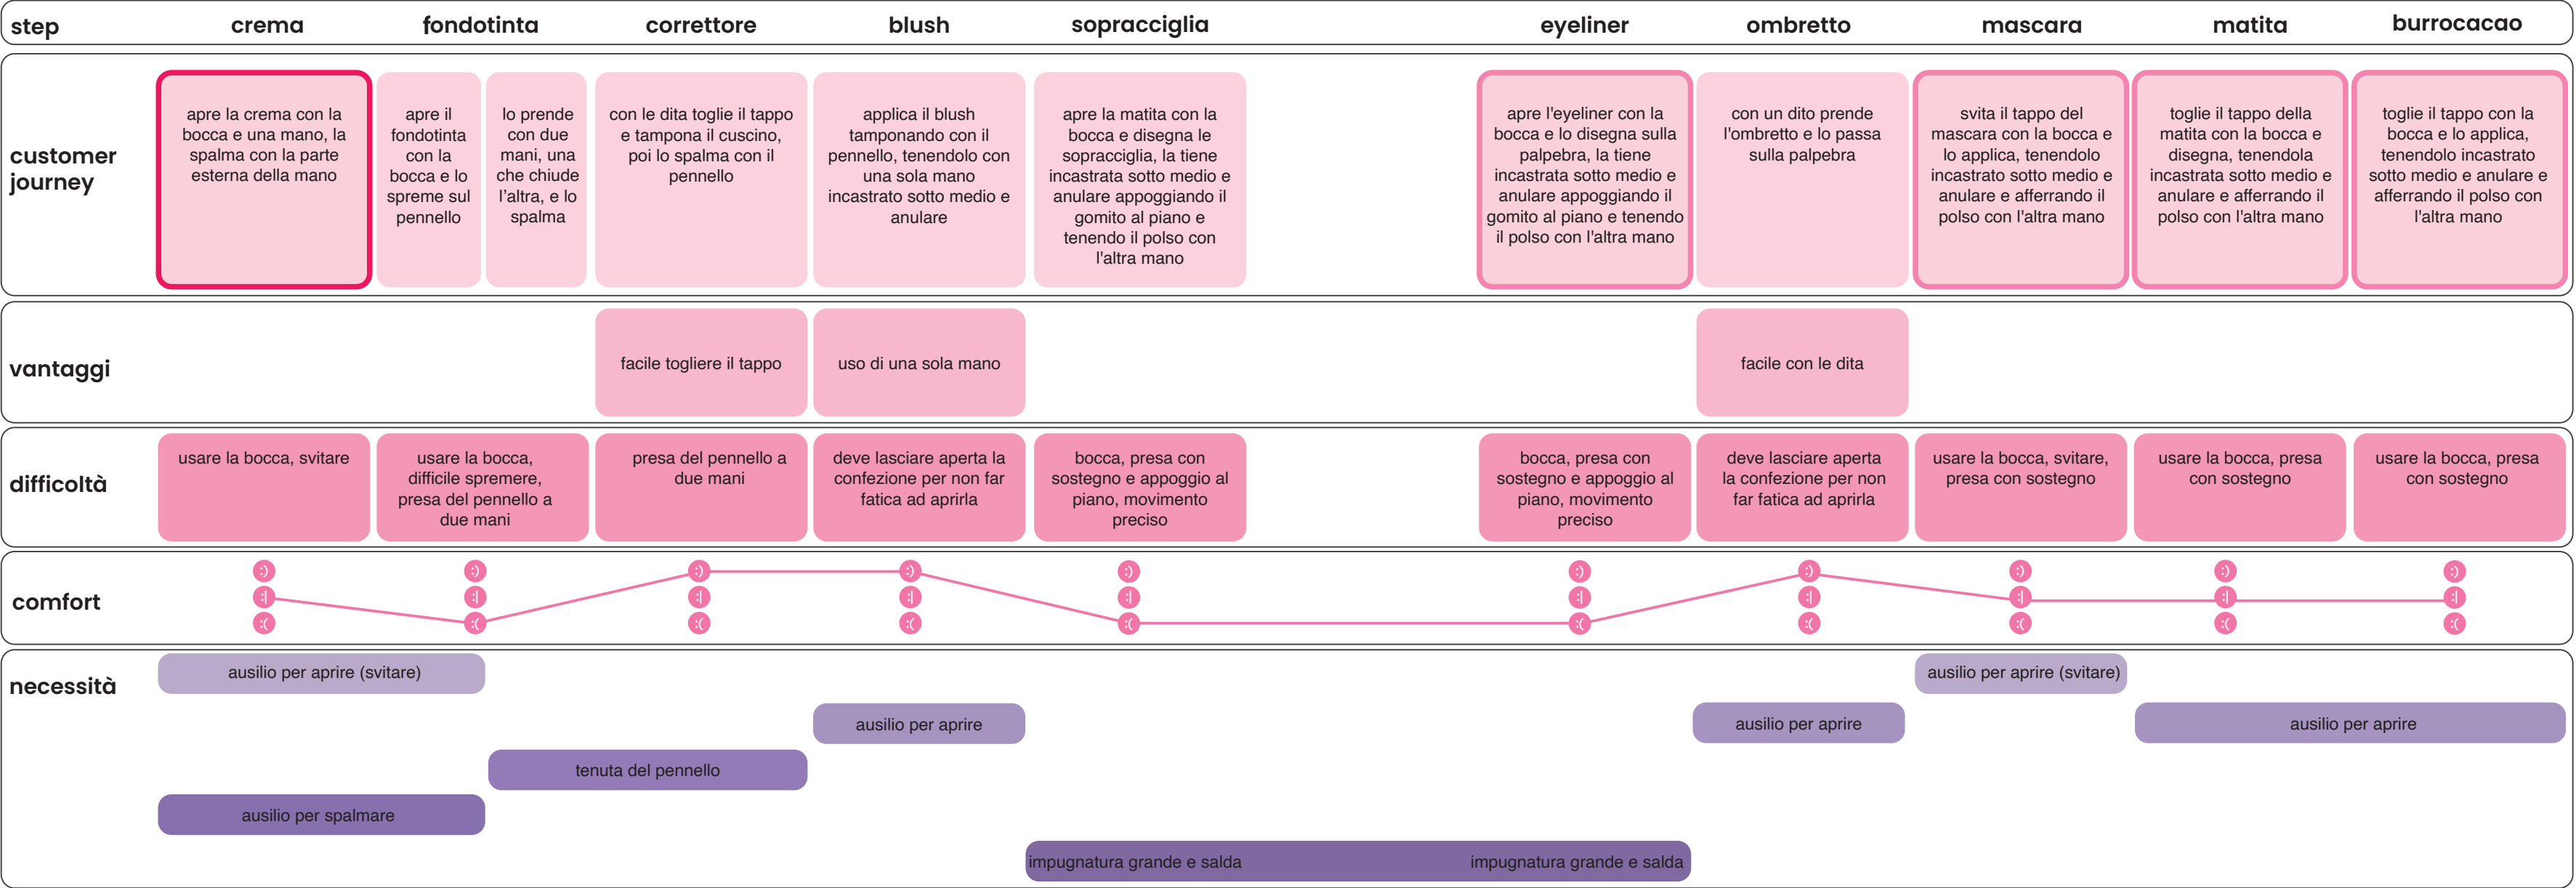 step
crema
fondotinta
correttore
blush
sopracciglia
eyeliner
ombretto
mascara
matita
burrocacao
customer
journey
apre la crema con la
bocca e una mano, la
spalma con la parte
esterna della mano
apre il
fondotinta
con la
bocca e lo
spreme sul
pennello
lo prende
con due
mani, una
che chiude
l’altra, e lo
spalma
con le dita toglie il tappo
e tampona il cuscino,
poi lo spalma con il
pennello
applica il blush
tamponando con il
pennello, tenendolo con
una sola mano
incastrato sotto medio e
anulare
apre la matita con la
bocca e disegna le
sopracciglia, la tiene
incastrata sotto medio e
anulare appoggiando il
gomito al piano e
tenendo il polso con
l'altra mano
apre l'eyeliner con la
bocca e lo disegna sulla
palpebra, la tiene
incastrata sotto medio e
anulare appoggiando il
gomito al piano e tenendo
il polso con l'altra mano
con un dito prende
l'ombretto e lo passa
sulla palpebra
svita il tappo del
mascara con la bocca e
lo applica, tenendolo
incastrato sotto medio e
anulare e afferrando il
polso con l'altra mano
toglie il tappo della
matita con la bocca e
disegna, tenendola
incastrata sotto medio e
anulare e afferrando il
polso con l'altra mano
toglie il tappo con la
bocca e lo applica,
tenendolo incastrato
sotto medio e anulare e
afferrando il polso con
l'altra mano
vantaggi
facile togliere il tappo
uso di una sola mano
facile con le dita
difficoltà
usare la bocca, svitare
usare la bocca,
difficile spremere,
presa del pennello a
due mani
presa del pennello a
due mani
deve lasciare aperta la
confezione per non far
fatica ad aprirla
bocca, presa con
sostegno e appoggio al
piano, movimento
preciso
bocca, presa con
sostegno e appoggio al
piano, movimento
preciso
deve lasciare aperta
la confezione per non
far fatica ad aprirla
usare la bocca, svitare,
presa con sostegno
usare la bocca, presa
con sostegno
usare la bocca, presa
con sostegno
comfort
:) :) :) :) :) :) :) :) :) :)
:| :| :| :| :| :| :| :| :| :|
:( :( :( :( :( :( :( :( :( :(
necessità
ausilio per aprire (svitare)
ausilio per aprire (svitare)
ausilio per aprire
ausilio per aprire
ausilio per aprire
tenuta del pennello
ausilio per spalmare
impugnatura grande e salda
impugnatura grande e salda